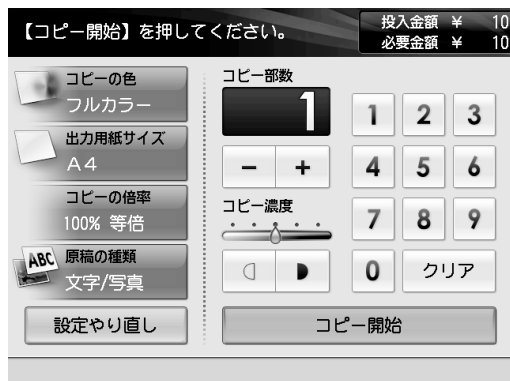 【コピー開始】を押してください。
投入金額 ¥ 10
必要金額 ¥ 10
コピーの色
フルカラー
出力用紙サイズ
A4
コピーの倍率
100% 等倍
ABC
原稿の種類
文字/写真
設定やり直し
コピー部数
1
－ ＋
コピー濃度
1 2 3
4 5 6
7 8 9
0 クリア
コピー開始